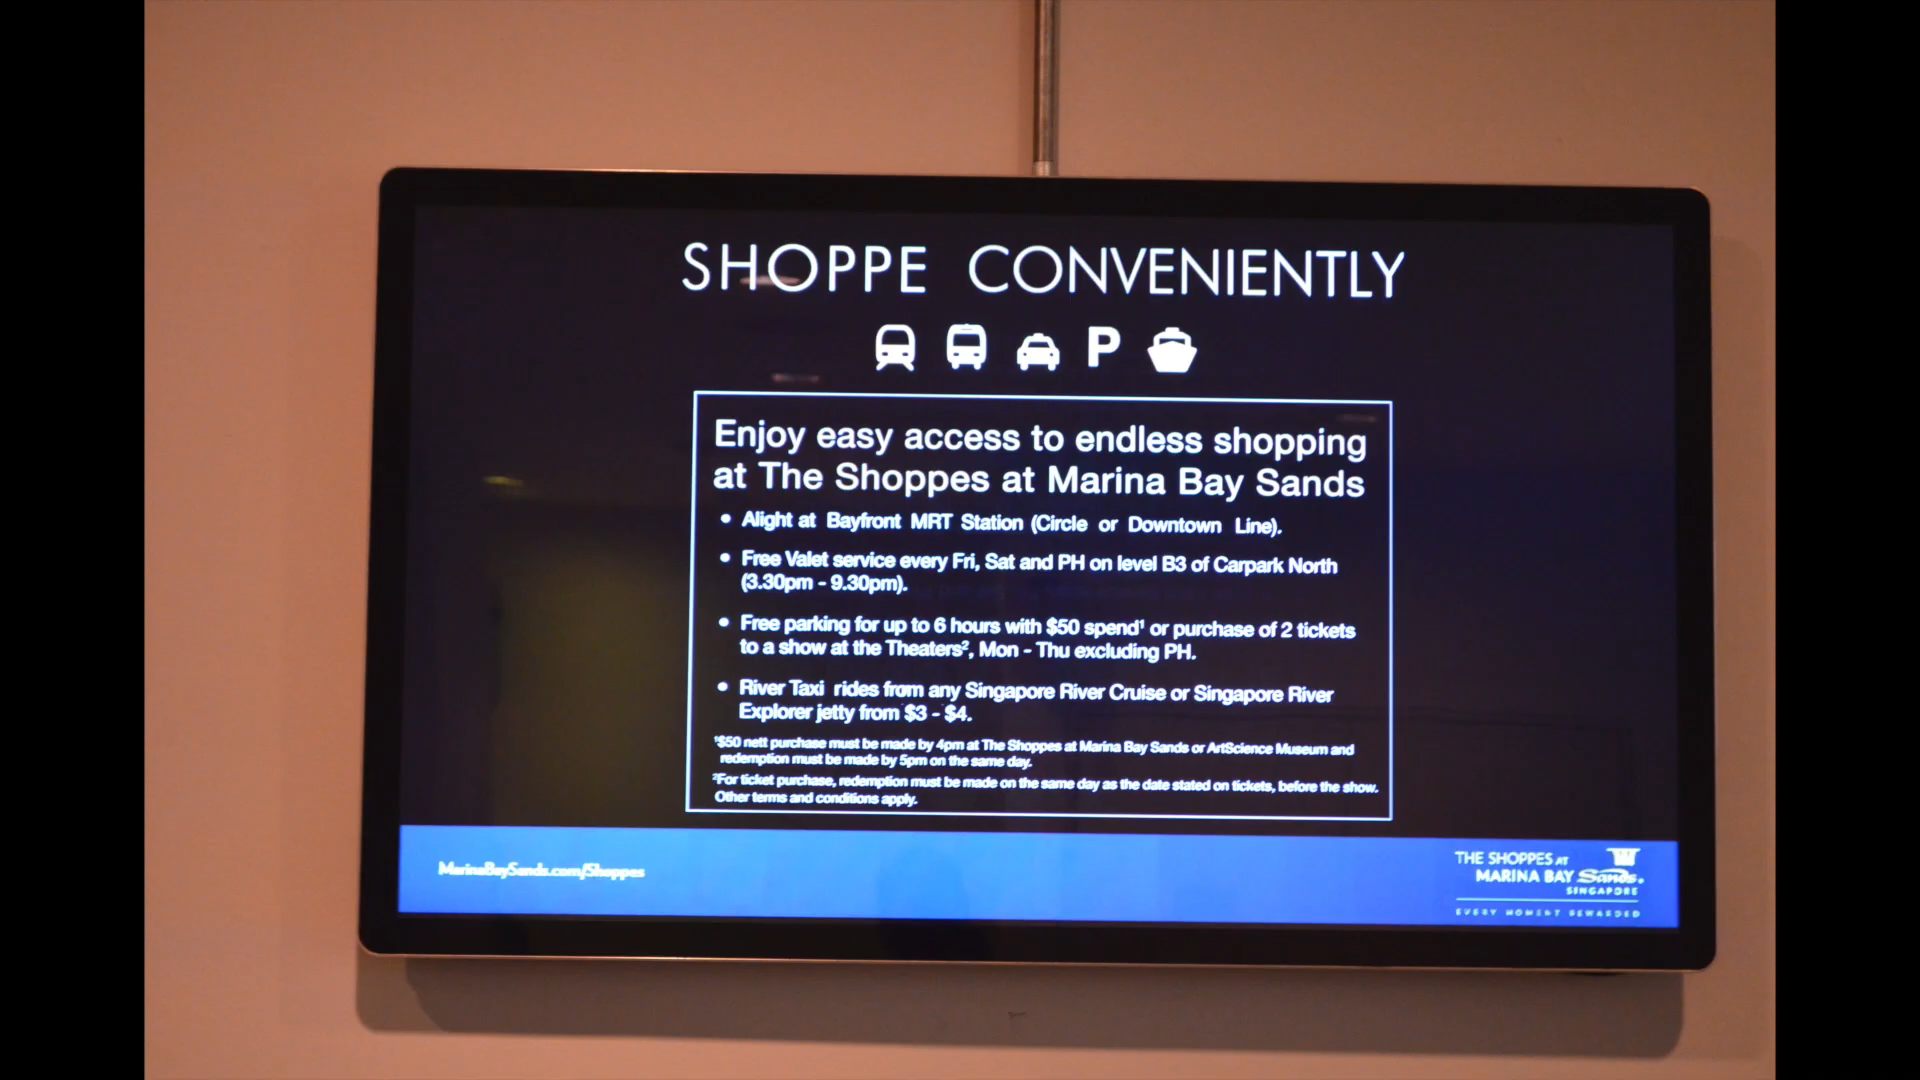 SHOPPE CONVENIENTLY
P
Enjoy easy access to endless shopping
at The Shoppes at Marina Bay Sands
• Alight at Bayfront MRT Station (Circle or Downtown Line).
• Free Valet service every Fri, Sat and PH on level B3 of Carpark North
(3.30pm - 9.30pm).
• Free parking for up to 6 hours with $50 spend¹ or purchase of 2 tickets
to a show at the Theaters², Mon - Thu excluding PH.
• River Taxi rides from any Singapore River Cruise or Singapore River
Explorer jetty from $3 - $4.
¹$50 nett purchase must be made by 4pm at The Shoppes at Marina Bay Sands or ArtScience Museum and
redemption must be made by 5pm on the same day.
²For ticket purchase, redemption must be made on the same day as the date stated on tickets, before the show.
Other terms and conditions apply.
MarinaBaySands.com/Shoppes
THE SHOPPES AT
MARINA BAY Sands.
SINGAPORE
EVERY MOMENT REWARDED